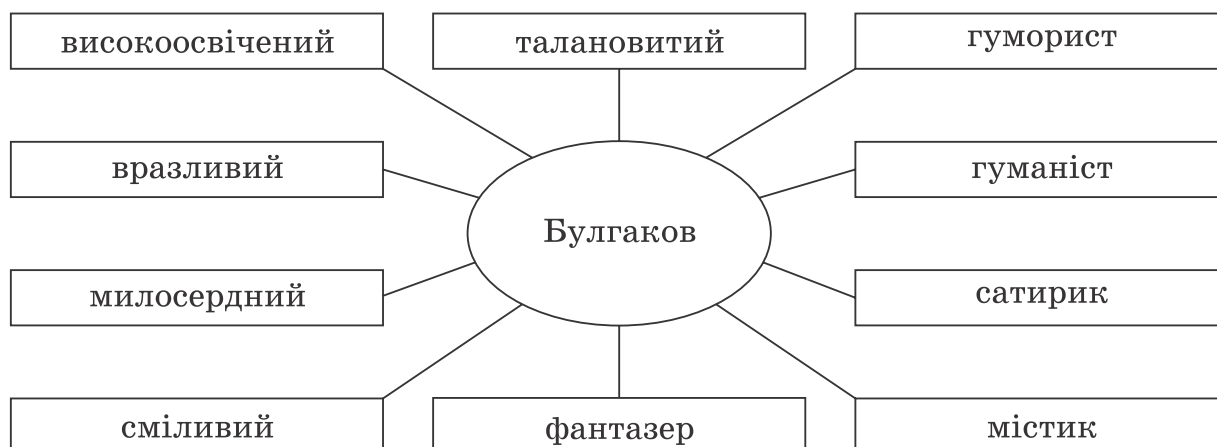 високоосвічений
талановитий
гуморист
вразливий
гуманіст
Булгаков
милосердний
сатирик
сміливий
фантазер
містик